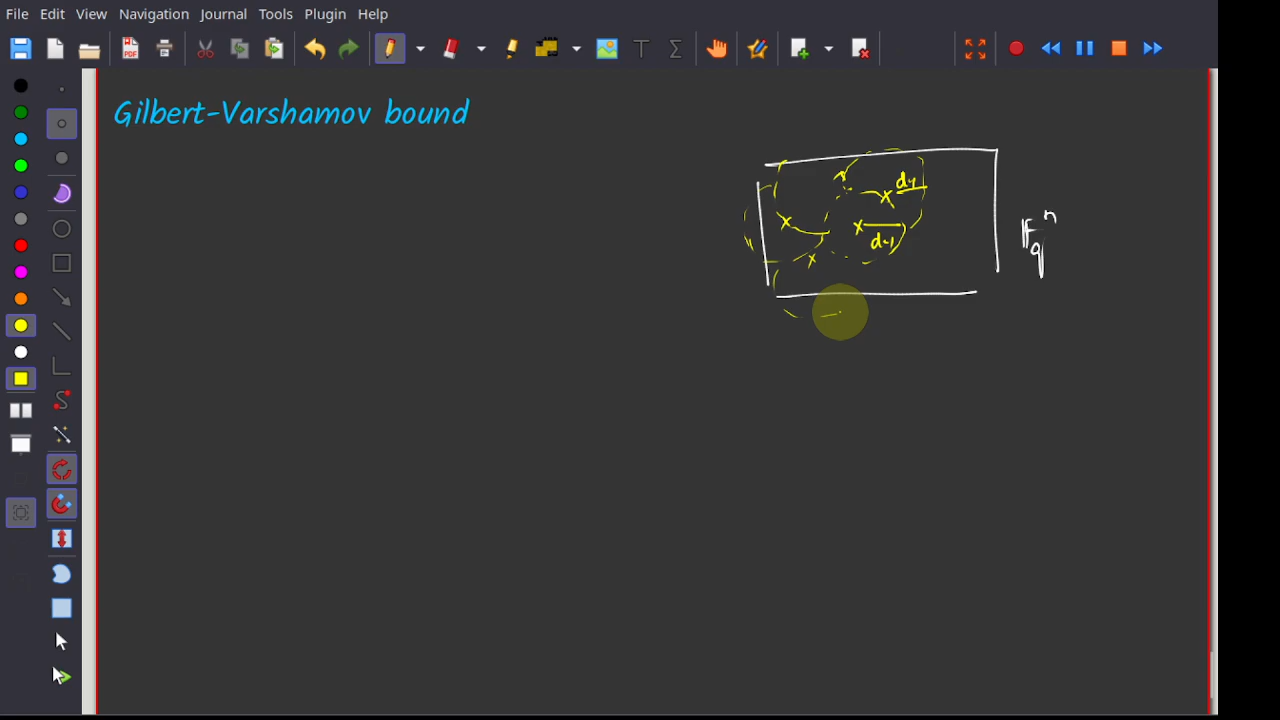 File Edit View Navigation Journal Tools Plugin Help
Gilbert-Varshamov bound
x d-1
x
x d-1
x
F_q^n